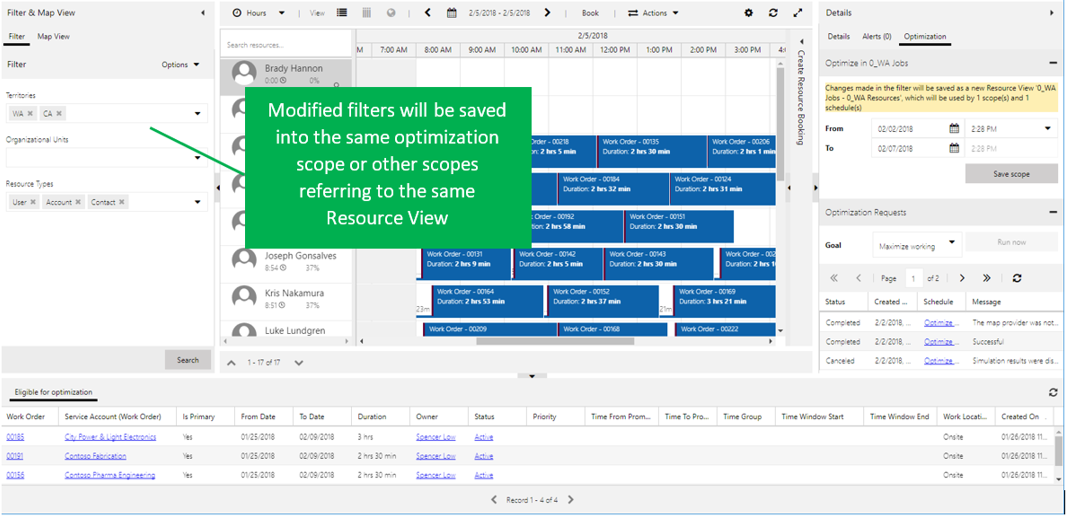 Filter & Map View
Filter Map View
Filter Options
Territories
WA CA
Organizational Units
Resource Types
User Account Contact
Search
Hours View 2/5/2018 - 2/5/2018 Book Actions
Search resources...
2/5/2018
M 7:00 AM 8:00 AM 9:00 AM 10:00 AM 11:00 AM 12:00 PM 1:00 PM 2:00 PM 3:00 PM 4:
Brady Hannon
0:00 0%
Modified filters will be saved
into the same optimization
scope or other scopes
referring to the same
Resource View
Order - 00218 Work Order - 00135 Work Order - 00206
n: 2 hrs 5 min Duration: 2 hrs 30 min Duration: 2 hrs 1 min
Work Order - 00184 Work Order - 00124
Duration: 2 hrs 32 min Duration: 2 hrs 31 min
Order - 00192 Work Order - 00151
on: 2 hrs 58 min Duration: 2 hrs 30 min
Joseph Gonsalves
8:54 37%
Work Order - 00131 Work Order - 00142 Work Order - 00143 Work Order - 002
Duration: 2 hrs 9 min Duration: 2 hrs 5 min Duration: 2 hrs 30 min Duration: 2 hrs 1
Kris Nakamura
8:51 37%
Work Order - 00164 Work Order - 00152 Work Order - 00169
23m Duration: 2 hrs 53 min Duration: 2 hrs 37 min 21m Duration: 3 hrs 21 min
Luke Lundgren
Work Order - 00209 Work Order - 00168 Work Order - 00222
1 - 17 of 17
Create Resource Booking
Details
Details Alerts (0) Optimization
Optimize in 0_WA Jobs
Changes made in the filter will be saved as a new Resource View '0_WA
Jobs - 0_WA Resources', which will be used by 1 scope(s) and 1
schedule(s)
From 02/02/2018 2:28 PM
To 02/07/2018 2:28 PM
Save scope
Optimization Requests
Goal Maximize working Run now
Page 1 of 2
Status Created ... Schedule Message
Completed 2/2/2018, ... Optimize ... The map provider was not...
Completed 2/2/2018, ... Optimize ... Successful
Canceled 2/2/2018, ... Optimize ... Simulation results were dis...
Eligible for optimization
Work Order Service Account (Work Order) Is Primary From Date To Date Duration Owner Status Priority Time From Prom... Time To Pro... Time Group Time Window Start Time Window End Work Locati... Created On
00185 City Power & Light Electronics Yes 01/25/2018 02/09/2018 3 hrs Spencer Low Active Onsite 01/26/2018 11...
00191 Contoso Fabrication Yes 01/25/2018 02/09/2018 2 hrs 30 min Spencer Low Active Onsite 01/26/2018 11...
00156 Contoso Pharma Engineering Yes 01/25/2018 02/09/2018 2 hrs 30 min Spencer Low Active Onsite 01/26/2018 11...
Record 1 - 4 of 4